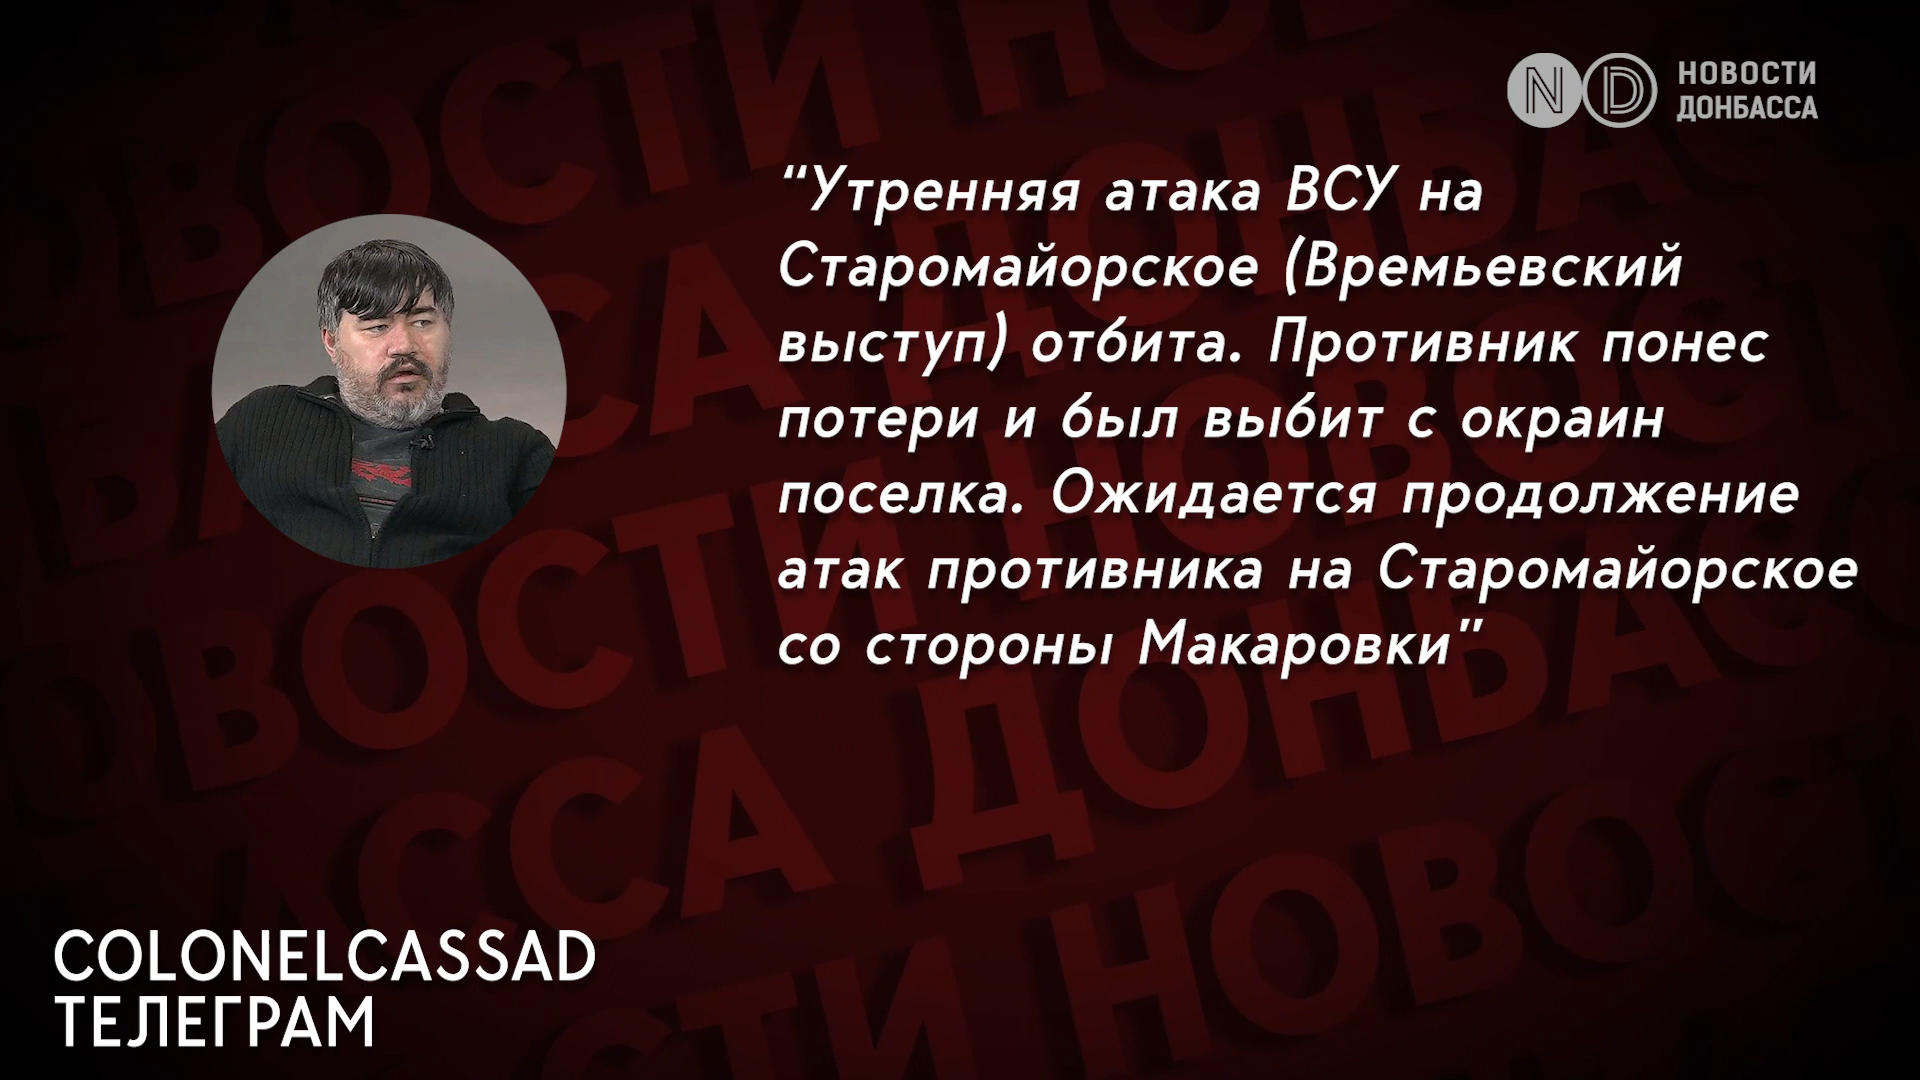 НОВОСТИ
ДОНБАССА
“Утренняя атака ВСУ на
Старомайорское (Времьевский
выступ) отбита. Противник понес
потери и был выбит с окраин
поселка. Ожидается продолжение
атак противника на Старомайорское
со стороны Макаровки”
COLONELCASSAD
ТЕЛЕГРАМ